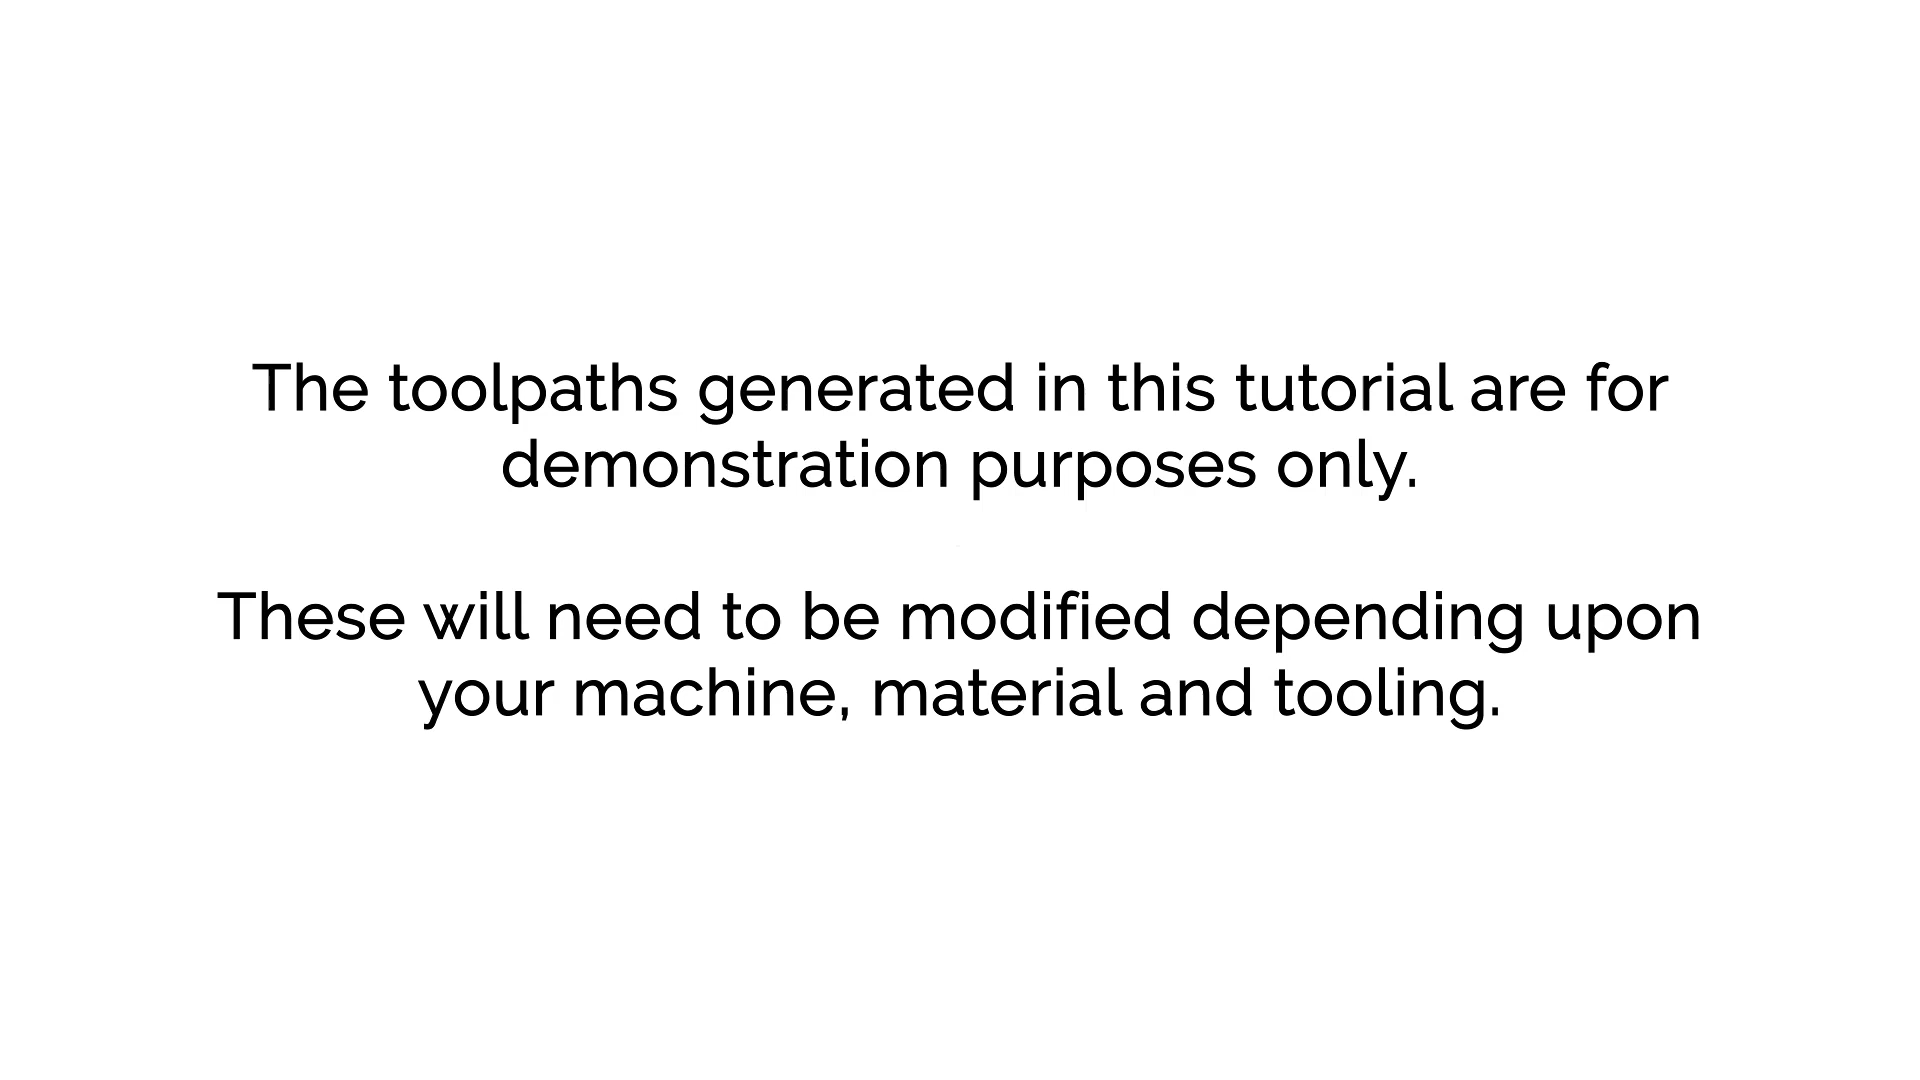 The toolpaths generated in this tutorial are for
demonstration purposes only.
These will need to be modified depending upon
your machine, material and tooling.